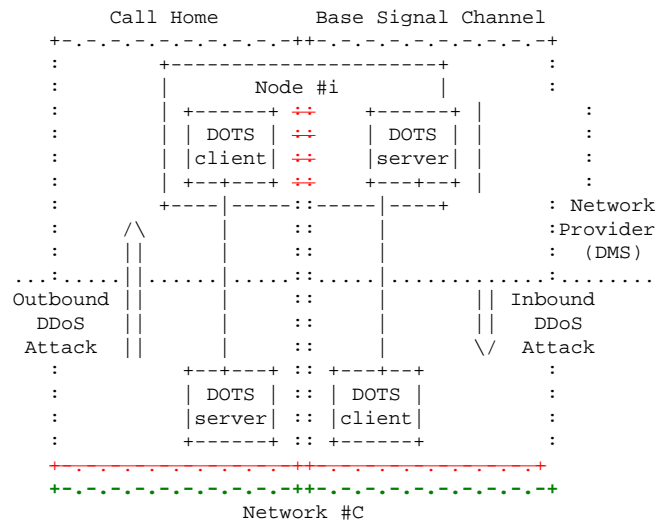 Call Home Base Signal Channel
+-.-.-.-.-.-.-.-.-.-++-.-.-.-.-.-.-.-.-.-+
: +----------------------+ :
: | Node #i | :
: | +------+ :: +------+ | :
: | | DOTS | :: | DOTS | | :
: | |client| :: |server| | :
: | +---+--+ :: +---+--+ | :
: +----|-----::-----|----+ : Network
: /\ | :: | :Provider
: || | :: | : (DMS)
...:.....||......|.....::.....|.............:........
Outbound || | :: | || Inbound
DDoS || | :: | || DDoS
Attack || | :: | \/ Attack
: +--+---+ :: +---+--+ :
: | DOTS | :: | DOTS | :
: |server| :: |client| :
: +------+ :: +------+ :
+-.-.-.-.-.-.-.-.-.-++-.-.-.-.-.-.-.-.-.-+
+-.-.-.-.-.-.-.-.-.-++-.-.-.-.-.-.-.-.-.-+
Network #C